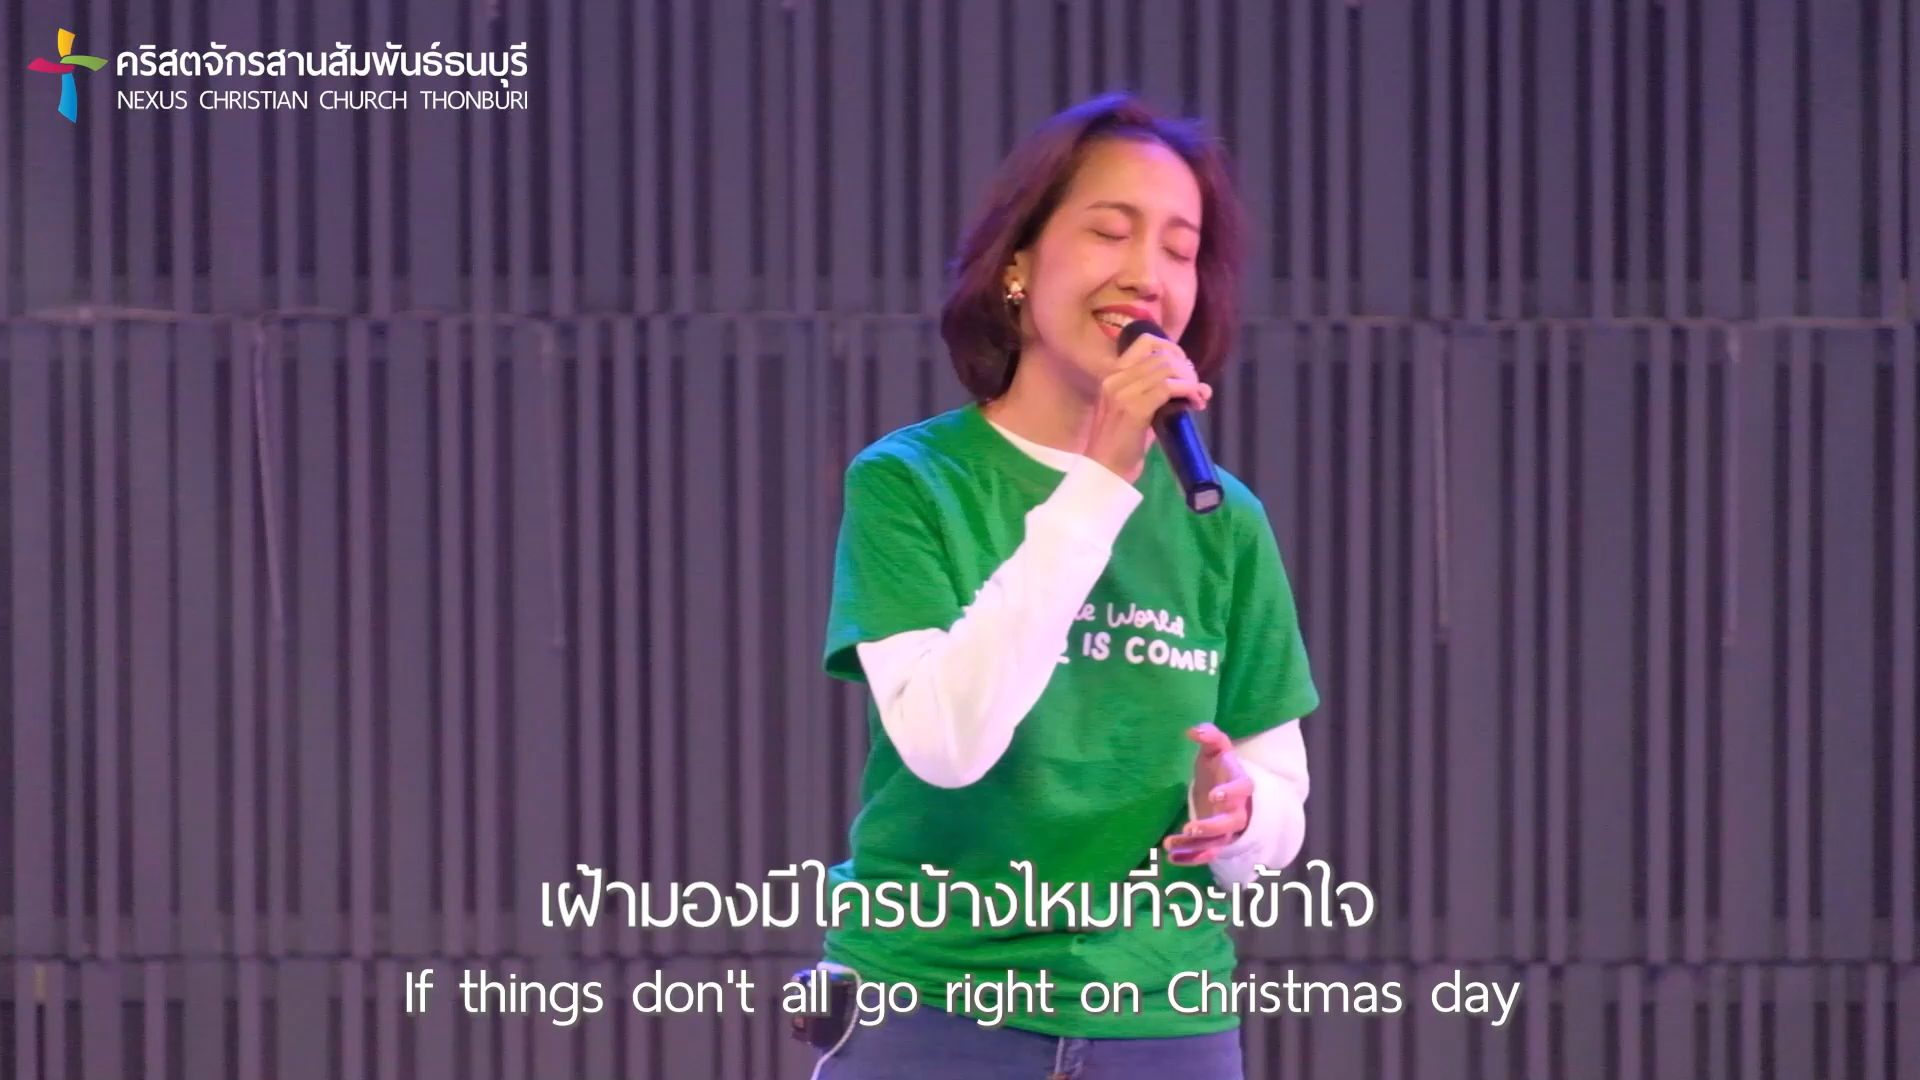 คริสตจักรสานสัมพันธ์ธนบุรี
NEXUS CHRISTIAN CHURCH THONBURI
World
IS COME!
เฝ้ามองมีใครบ้างไหมที่จะเข้าใจ
If things don't all go right on Christmas day